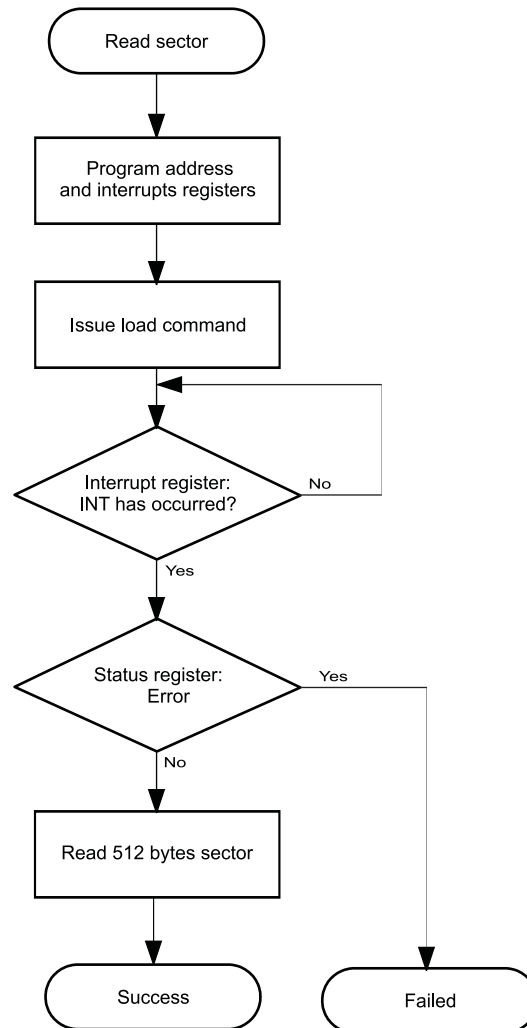 Read sector
Program address
and interrupts registers
Issue load command
Interrupt register:
INT has occurred?
No
Yes
Status register:
Error
Yes
No
Read 512 bytes sector
Success
Failed